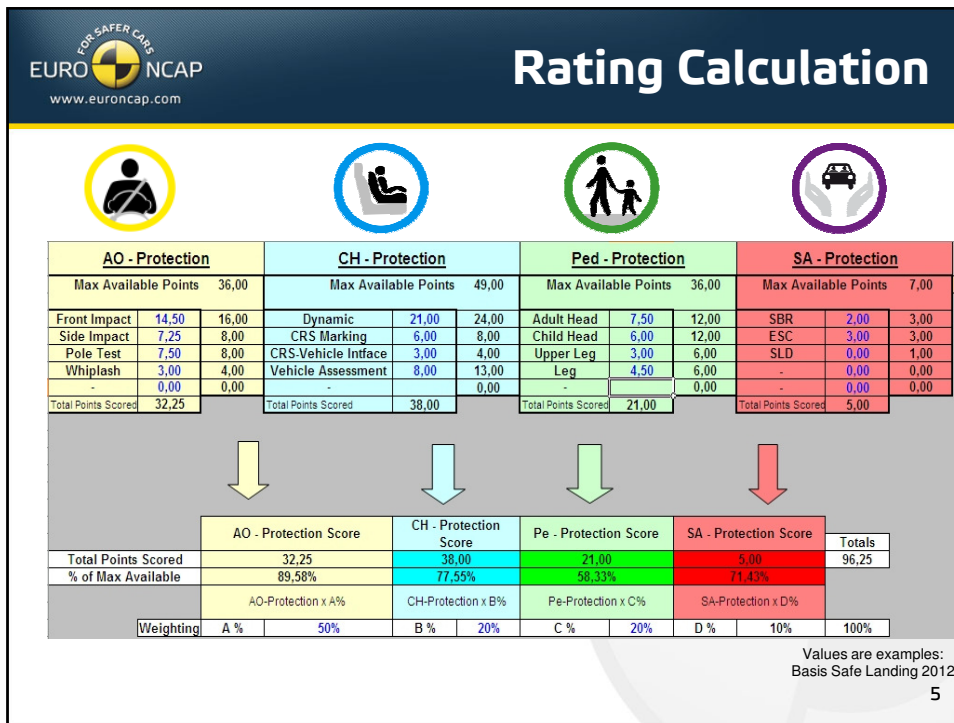 FOR SAFER CARS
EURO NCAP
www.euroncap.com
Rating Calculation
AO - Protection CH - Protection Ped - Protection SA - Protection
Max Available Points 36,00 Max Available Points 49,00 Max Available Points 36,00 Max Available Points 7,00
Front Impact 14,50 16,00 Dynamic 21,00 24,00 Adult Head 7,50 12,00 SBR 2,00 3,00
Side Impact 7,25 8,00 CRS Marking 6,00 8,00 Child Head 6,00 12,00 ESC 3,00 3,00
Pole Test 7,50 8,00 CRS-Vehicle Intface 3,00 4,00 Upper Leg 3,00 6,00 SLD 0,00 1,00
Whiplash 3,00 4,00 Vehicle Assessment 8,00 13,00 Leg 4,50 6,00 - 0,00 0,00
- 0,00 0,00 - 0,00 - 0,00 - 0,00 0,00
Total Points Scored 32,25 Total Points Scored 38,00 Total Points Scored 21,00 Total Points Scored 5,00
AO - Protection Score CH - Protection Score Pe - Protection Score SA - Protection Score Totals
Total Points Scored 32,25 38,00 21,00 5,00 96,25
% of Max Available 89,58% 77,55% 58,33% 71,43%
AO-Protection x A% CH-Protection x B% Pe-Protection x C% SA-Protection x D%
Weighting A % 50% B % 20% C % 20% D % 10% 100%
Values are examples:
Basis Safe Landing 2012
5